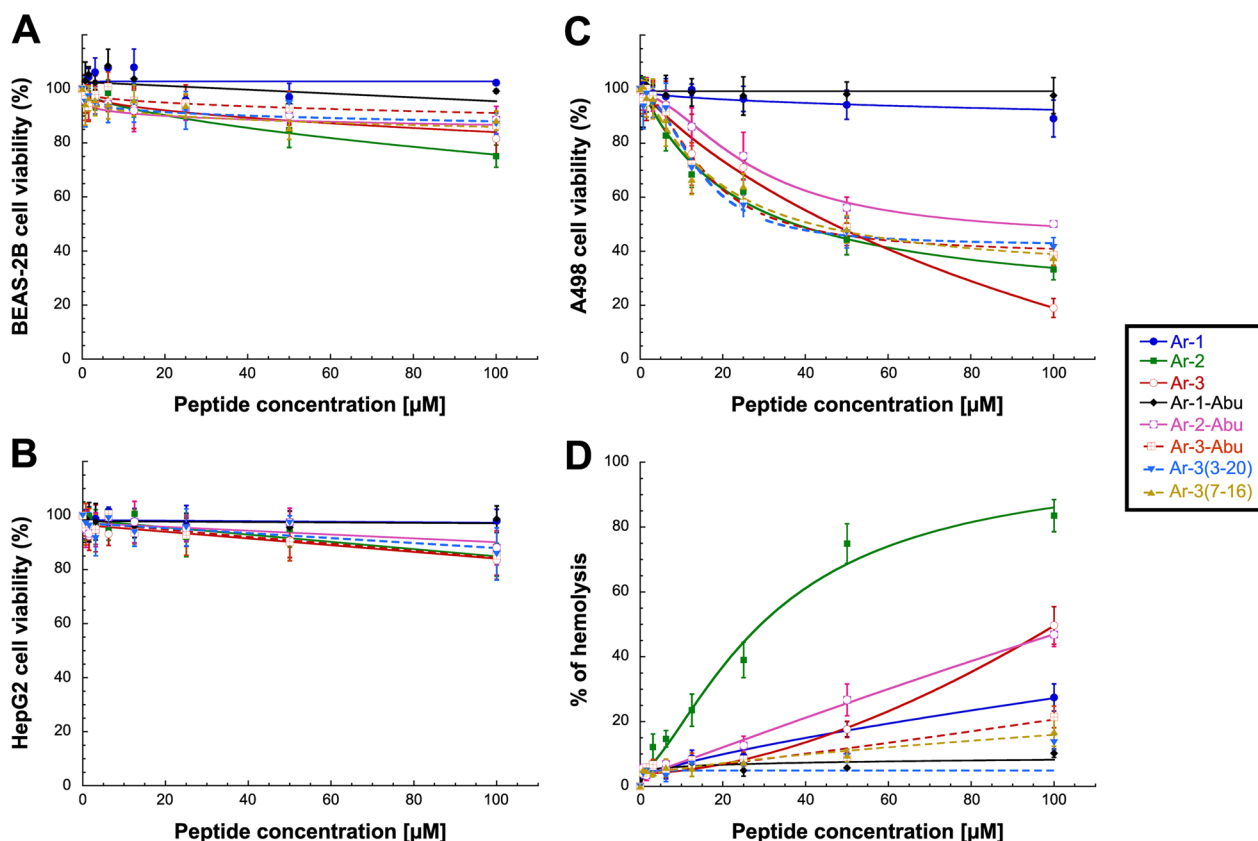 A
BEAS-2B cell viability (%)
100
80
60
40
20
0
0 20 40 60 80 100
Peptide concentration [µM]
C
A498 cell viability (%)
100
80
60
40
20
0
0 20 40 60 80 100
Peptide concentration [µM]
Ar-1
Ar-2
Ar-3
Ar-1-Abu
Ar-2-Abu
Ar-3-Abu
Ar-3(3-20)
Ar-3(7-16)
B
HepG2 cell viability (%)
100
80
60
40
20
0
0 20 40 60 80 100
Peptide concentration [µM]
D
% of hemolysis
100
80
60
40
20
0
0 20 40 60 80 100
Peptide concentration [µM]